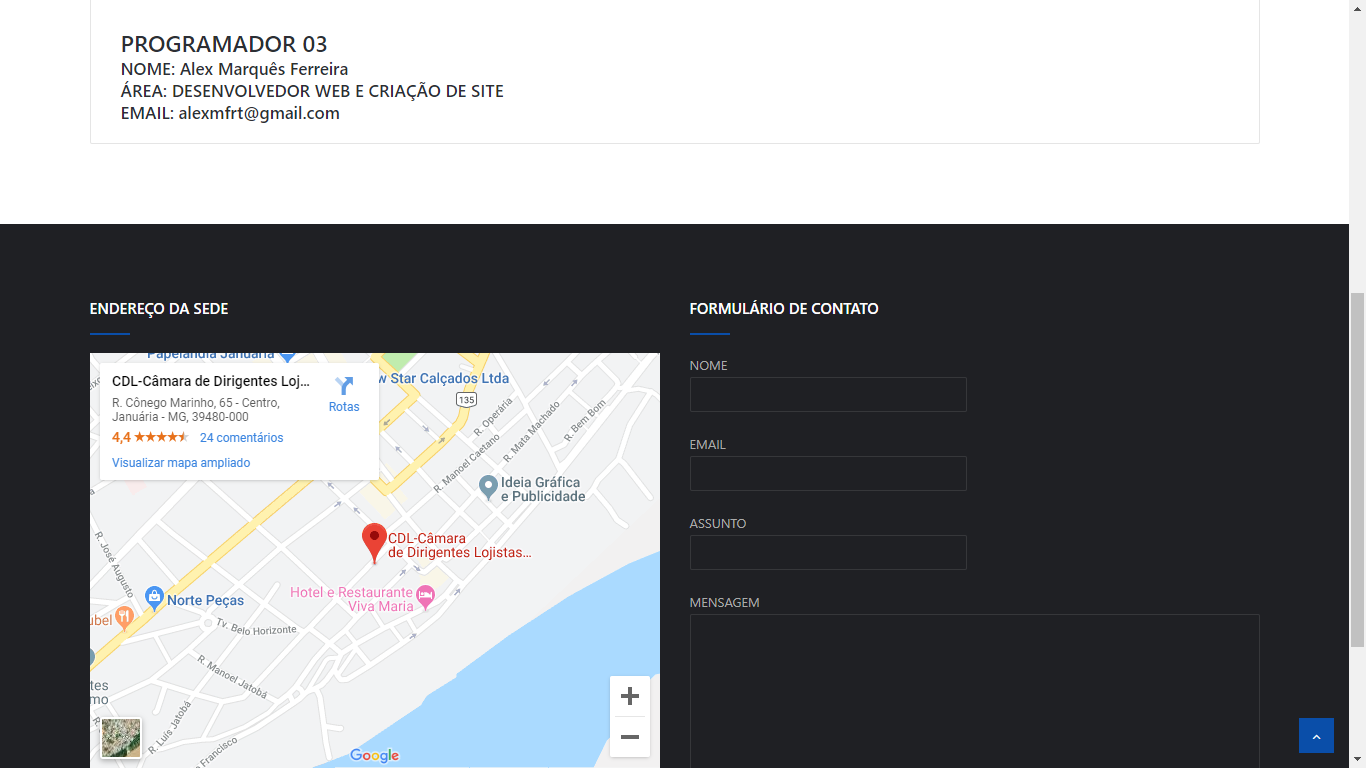 PROGRAMADOR 03
NOME: Alex Marquês Ferreira
ÁREA: DESENVOLVEDOR WEB E CRIAÇÃO DE SITE
EMAIL: alexmfrt@gmail.com
ENDEREÇO DA SEDE
Papelandia Januária
CDL-Câmara de Dirigentes Loj...
R. Cônego Marinho, 65 - Centro,
Januária - MG, 39480-000
4,4
24 comentários
Visualizar mapa ampliado
Rotas
w Star Calçados Ltda
135
R. Operária
R. Mata Machado
R. Bem Bom
R. Manoel Caetano
Ideia Gráfica
e Publicidade
CDL-Câmara
de Dirigentes Lojistas...
R. José Augusto
Hotel e Restaurante
Viva Maria
Norte Peças
ubel
Tv. Belo Horizonte
R. Manoel Jatobá
tes
mo
R. Luís Jatobá
Francisco
Google
FORMULÁRIO DE CONTATO
NOME
EMAIL
ASSUNTO
MENSAGEM